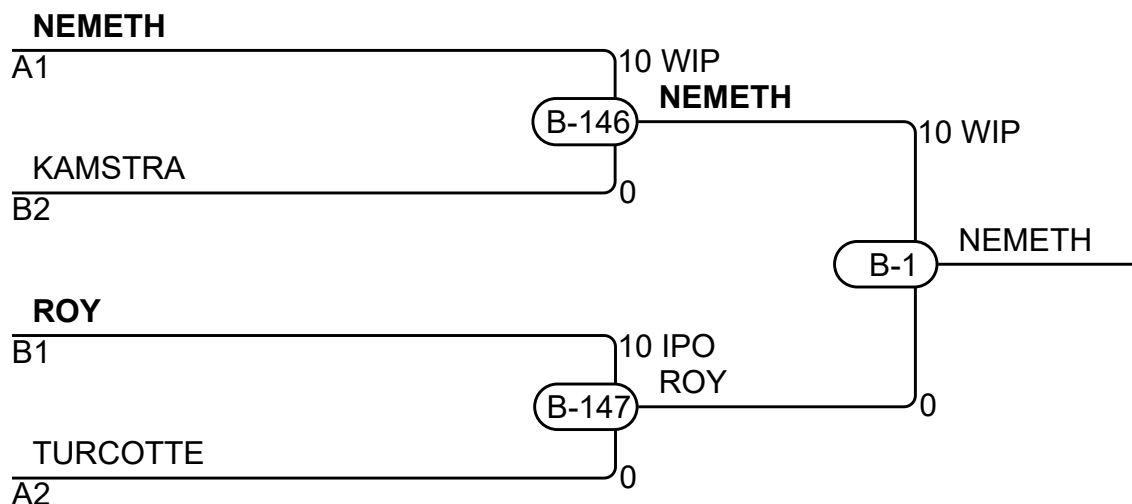 NEMETH
A1
10 WIP
NEMETH
B-146
10 WIP
KAMSTRA
B2
0
NEMETH
B-1
ROY
B1
10 IPO
ROY
B-147
0
TURCOTTE
A2
0